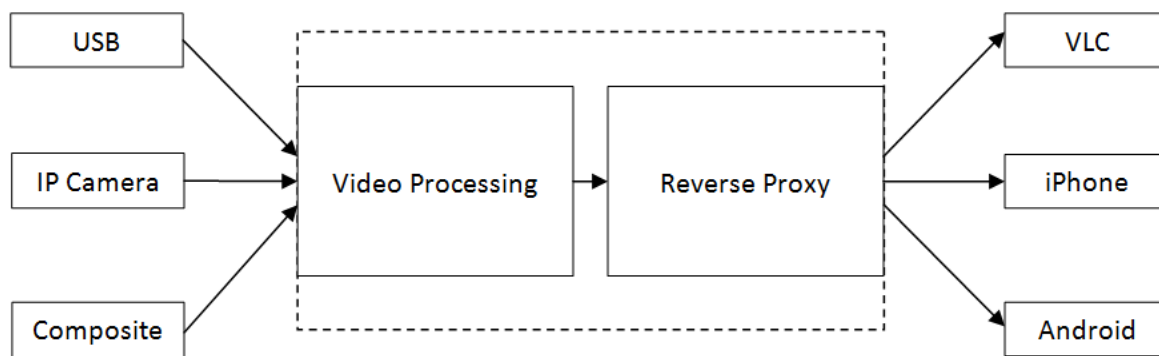 USB
VLC
IP Camera
Video Processing
Reverse Proxy
iPhone
Composite
Android